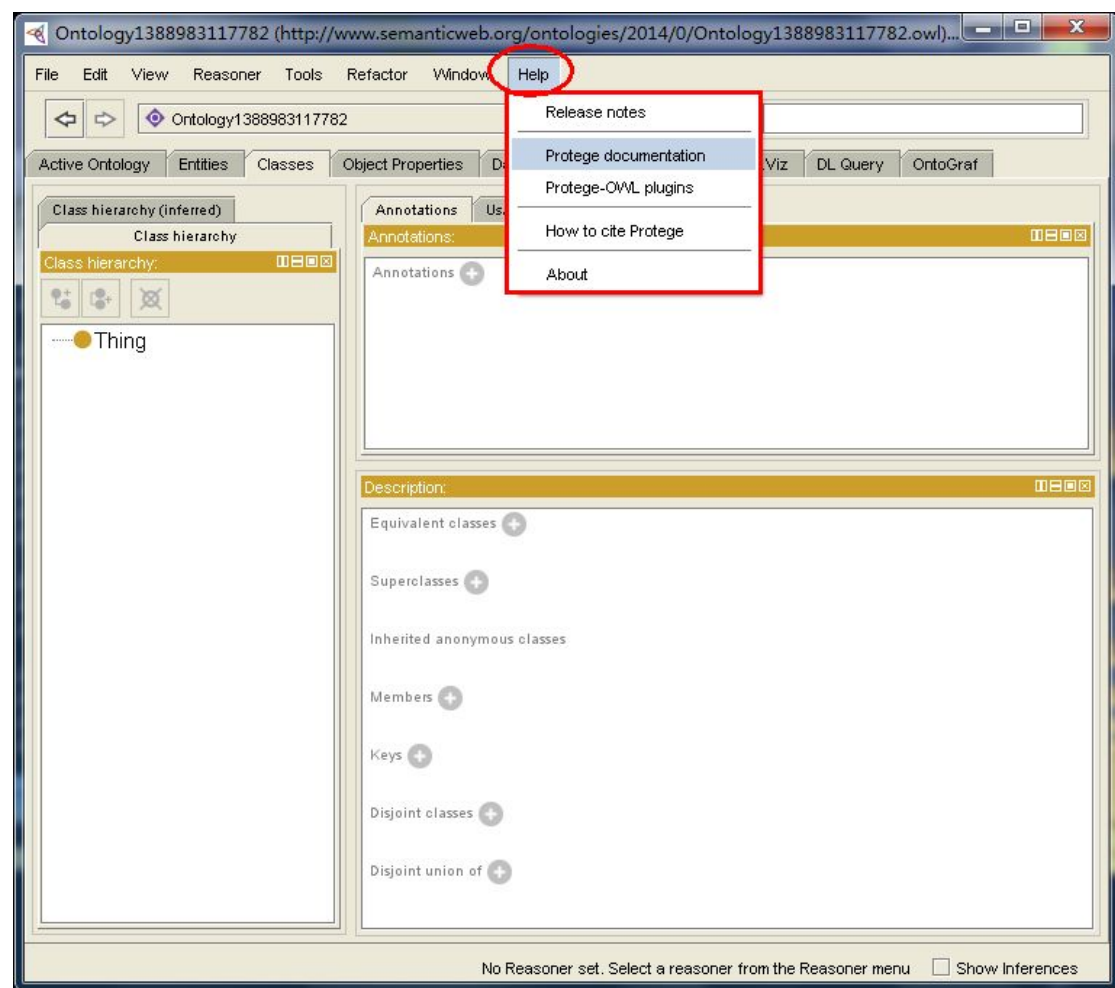 Ontology1388983117782 (http://www.semanticweb.org/ontologies/2014/0/Ontology1388983117782.owl)...
File Edit View Reasoner Tools Refactor Window Help
Ontology1388983117782
Release notes
Protege documentation
Protege-OWL plugins
How to cite Protege
About
Active Ontology Entities Classes Object Properties DL Query OntoGraf
Class hierarchy (inferred)
Class hierarchy
Class hierarchy:
Thing
Annotations
Annotations:
Annotations
Description:
Equivalent classes
Superclasses
Inherited anonymous classes
Members
Keys
Disjoint classes
Disjoint union of
No Reasoner set. Select a reasoner from the Reasoner menu Show Inferences